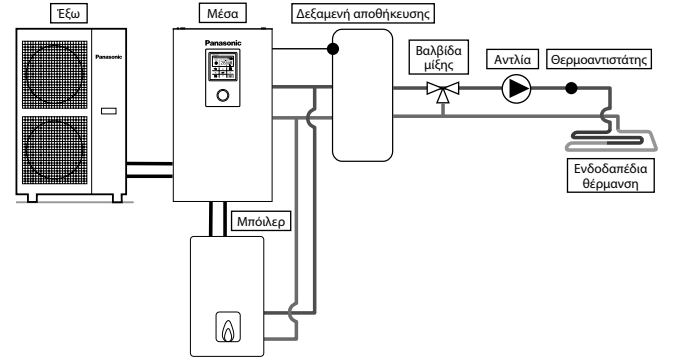 Έξω
Μέσα
Δεξαμενή αποθήκευσης
Βαλβίδα
μίξης
Αντλία
Θερμοαντιστάτης
Panasonic
Panasonic
Ενδοδαπέδια
θέρμανση
Μπόιλερ